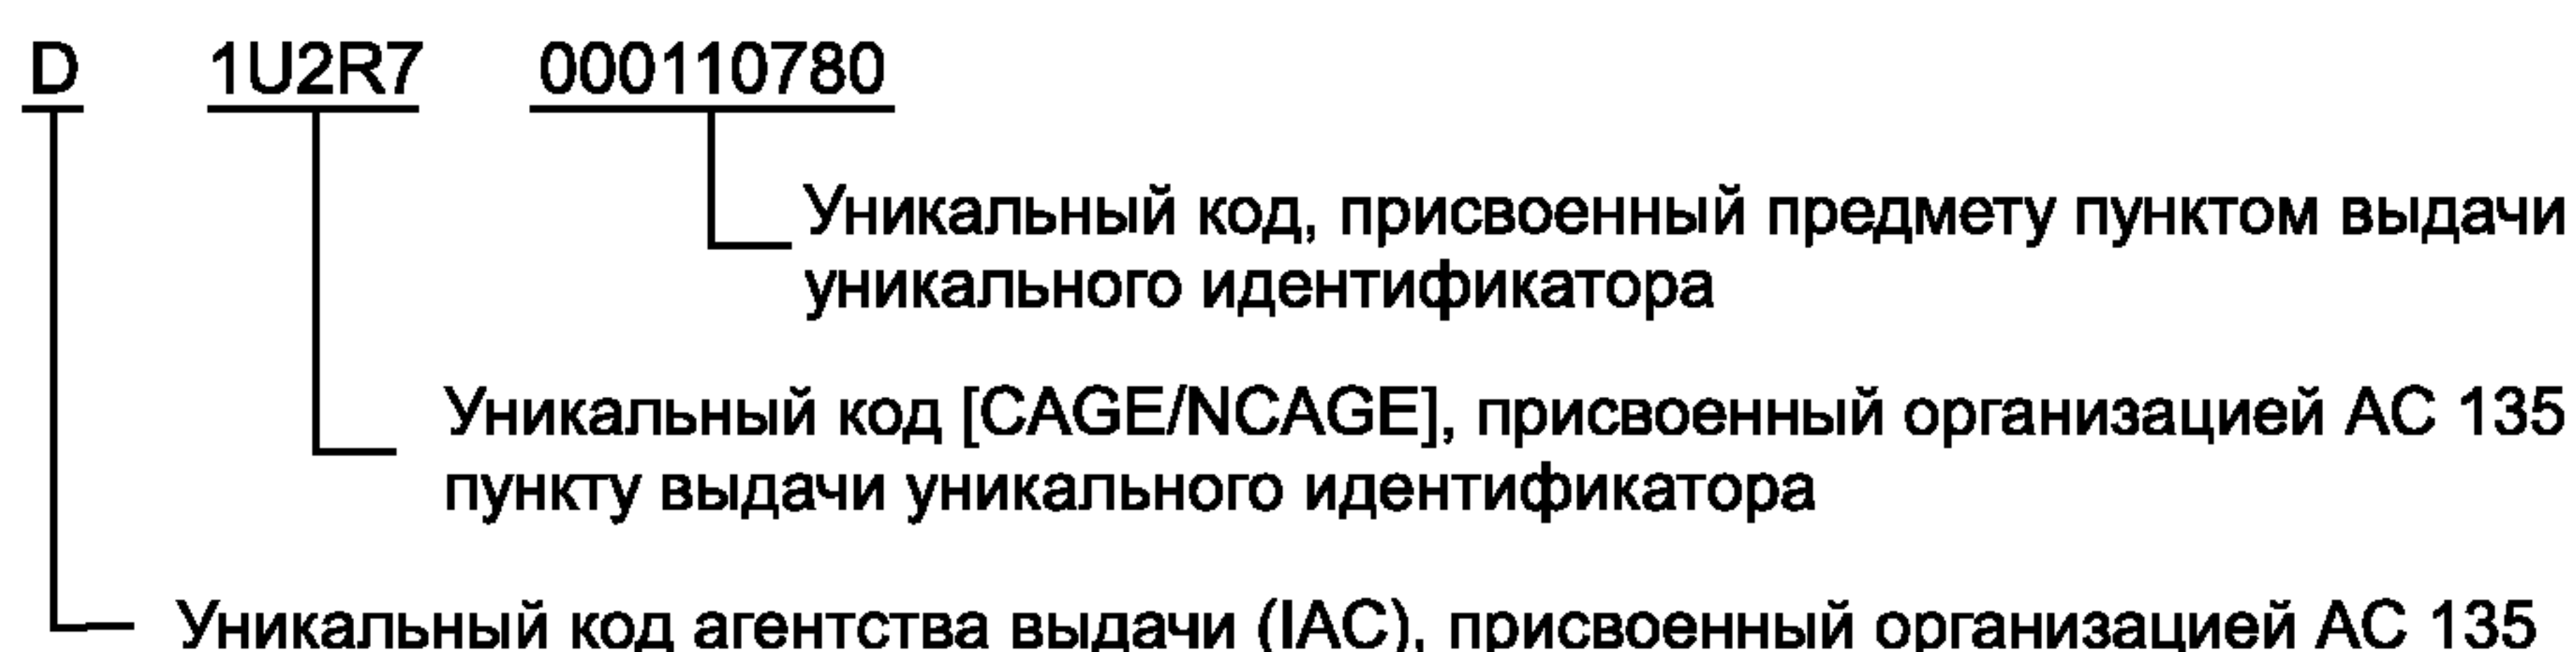 D 1U2R7 000110780
Уникальный код, присвоенный предмету пунктом выдачи
уникального идентификатора
Уникальный код [CAGE/NCAGE], присвоенный организацией АС 135
пункту выдачи уникального идентификатора
Уникальный код агентства выдачи (IAC), присвоенный организацией АС 135